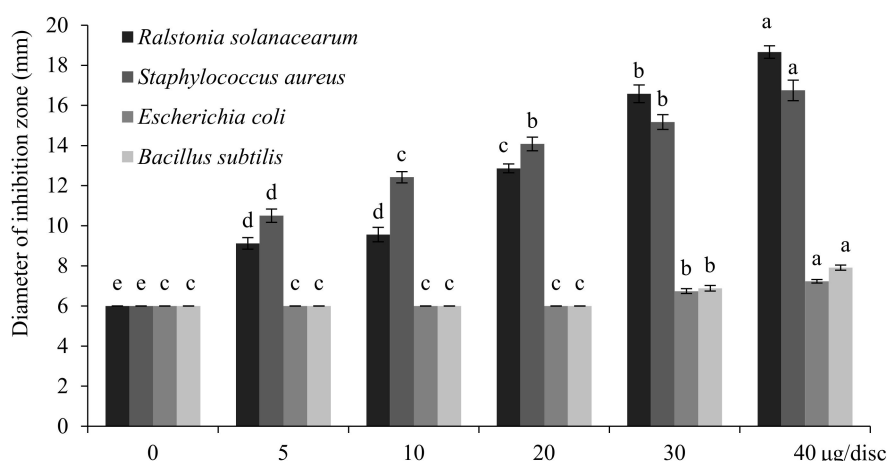 Diameter of inhibition zone (mm)
20
18
16
14
12
10
8
6
4
2
0
Ralstonia solanacearum
Staphylococcus aureus
Escherichia coli
Bacillus subtilis
e e c c
d d c c
d c c c
c b c c
b b b b
a a a a
0 5 10 20 30 40 µg/disc